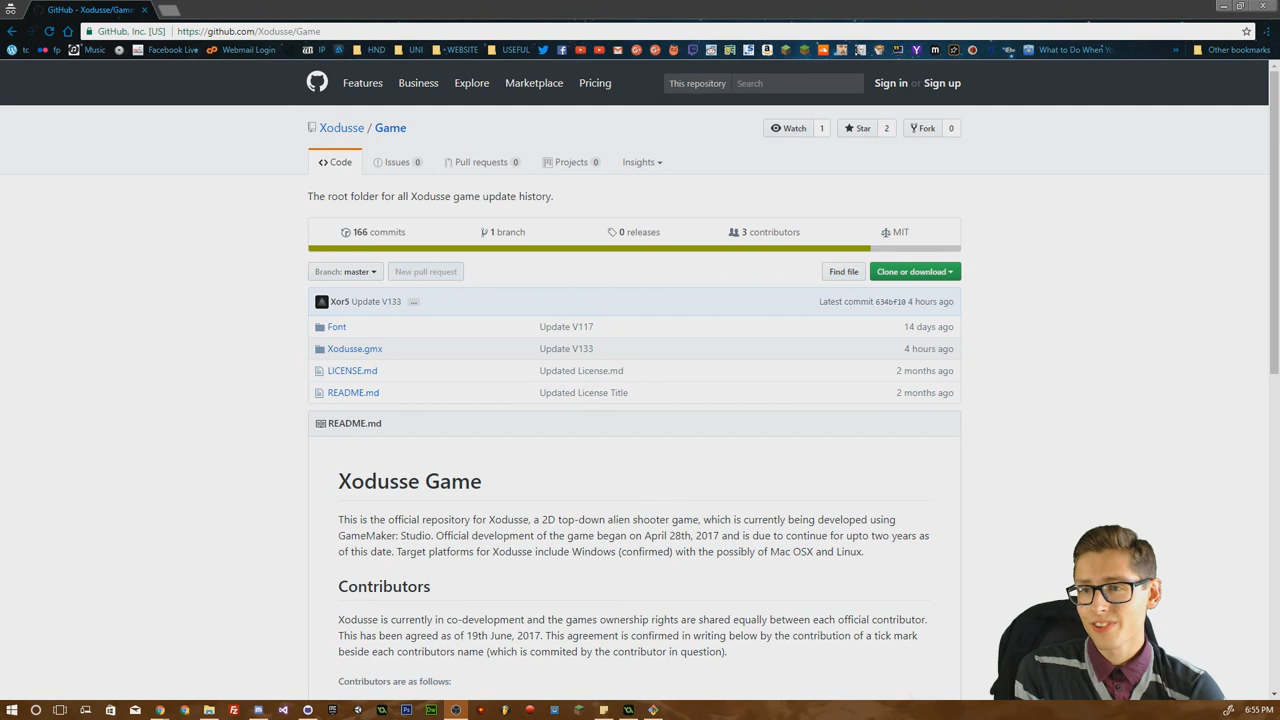 GitHub - Xodusse/Game:
GitHub, Inc. [US] https://github.com/Xodusse/Game
tc fp Music Facebook Live Webmail Login IP HND UNI +WEBSITE USEFUL What to Do When Yo » Other bookmarks
Features Business Explore Marketplace Pricing This repository Search Sign in or Sign up
Xodusse / Game Watch 1 Star 2 Fork 0
Code Issues 0 Pull requests 0 Projects 0 Insights
The root folder for all Xodusse game update history.
166 commits 1 branch 0 releases 3 contributors MIT
Branch: master New pull request Find file Clone or download
Xor5 Update V133 ... Latest commit 634bf10 4 hours ago
Font Update V117 14 days ago
Xodusse.gmx Update V133 4 hours ago
LICENSE.md Updated License.md 2 months ago
README.md Updated License Title 2 months ago
README.md
Xodusse Game
This is the official repository for Xodusse, a 2D top-down alien shooter game, which is currently being developed using
GameMaker: Studio. Official development of the game began on April 28th, 2017 and is due to continue for upto two years as
of this date. Target platforms for Xodusse include Windows (confirmed) with the possibly of Mac OSX and Linux.
Contributors
Xodusse is currently in co-development and the games ownership rights are shared equally between each official contributor.
This has been agreed as of 19th June, 2017. This agreement is confirmed in writing below by the contribution of a tick mark
beside each contributors name (which is commited by the contributor in question).
Contributors are as follows:
6:55 PM